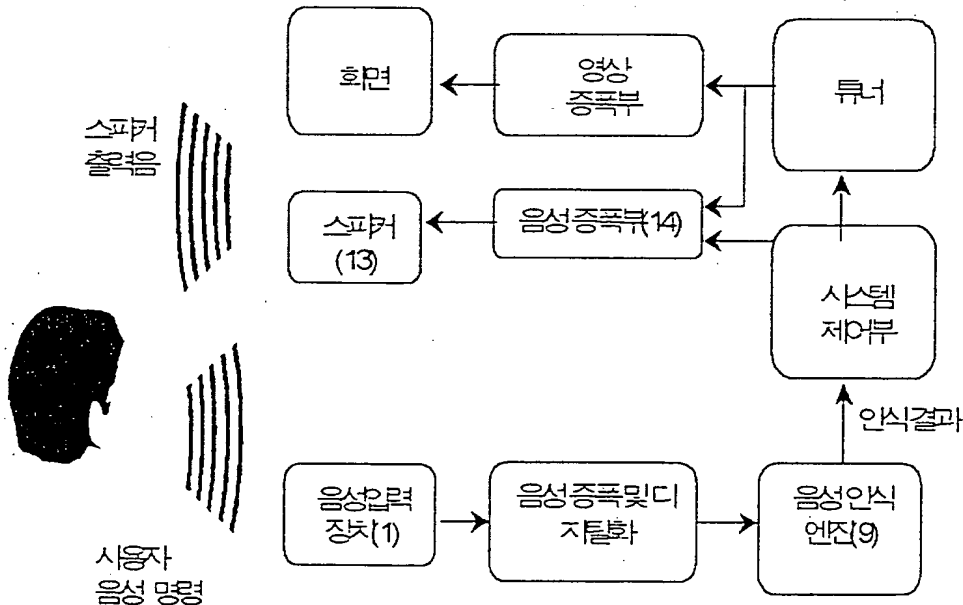 화면
영상
증폭부
튜너
스피커
출력음
스피커
(13)
음성 증폭부(14)
시스템
제어부
인식결과
음성입력
장치(1)
음성 증폭 및 디
지털화
음성 인식
엔진(9)
사용자
음성 명령